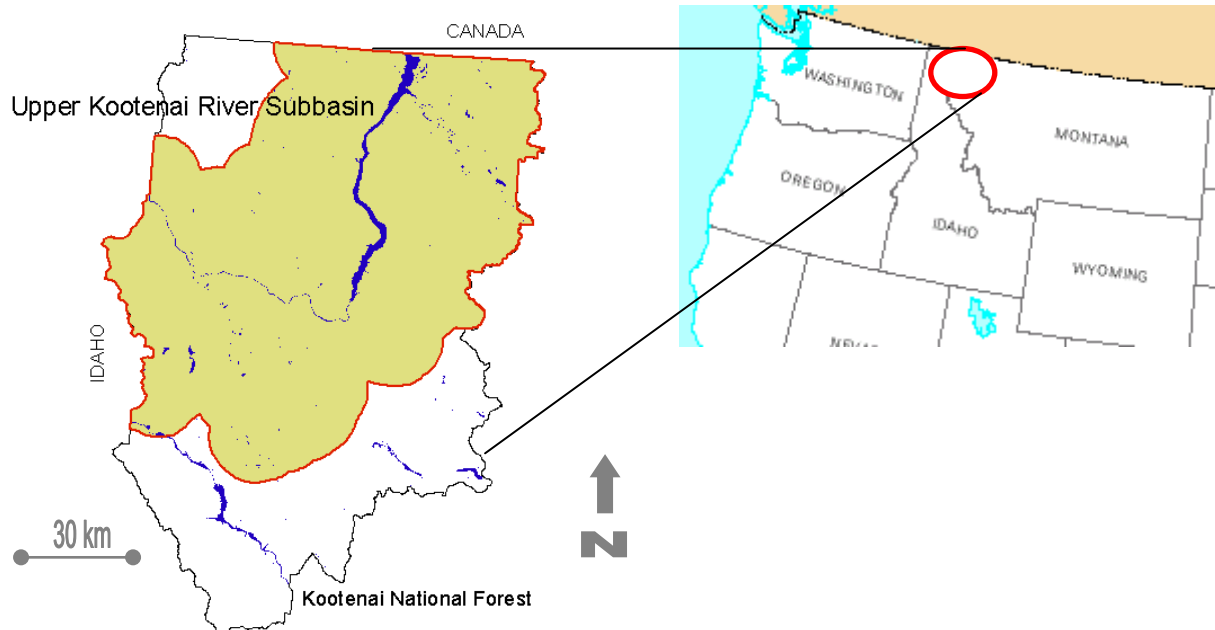 CANADA
Upper Kootenai River Subbasin
IDAHO
30 km
N
Kootenai National Forest
WASHINGTON
MONTANA
OREGON
IDAHO
WYOMING